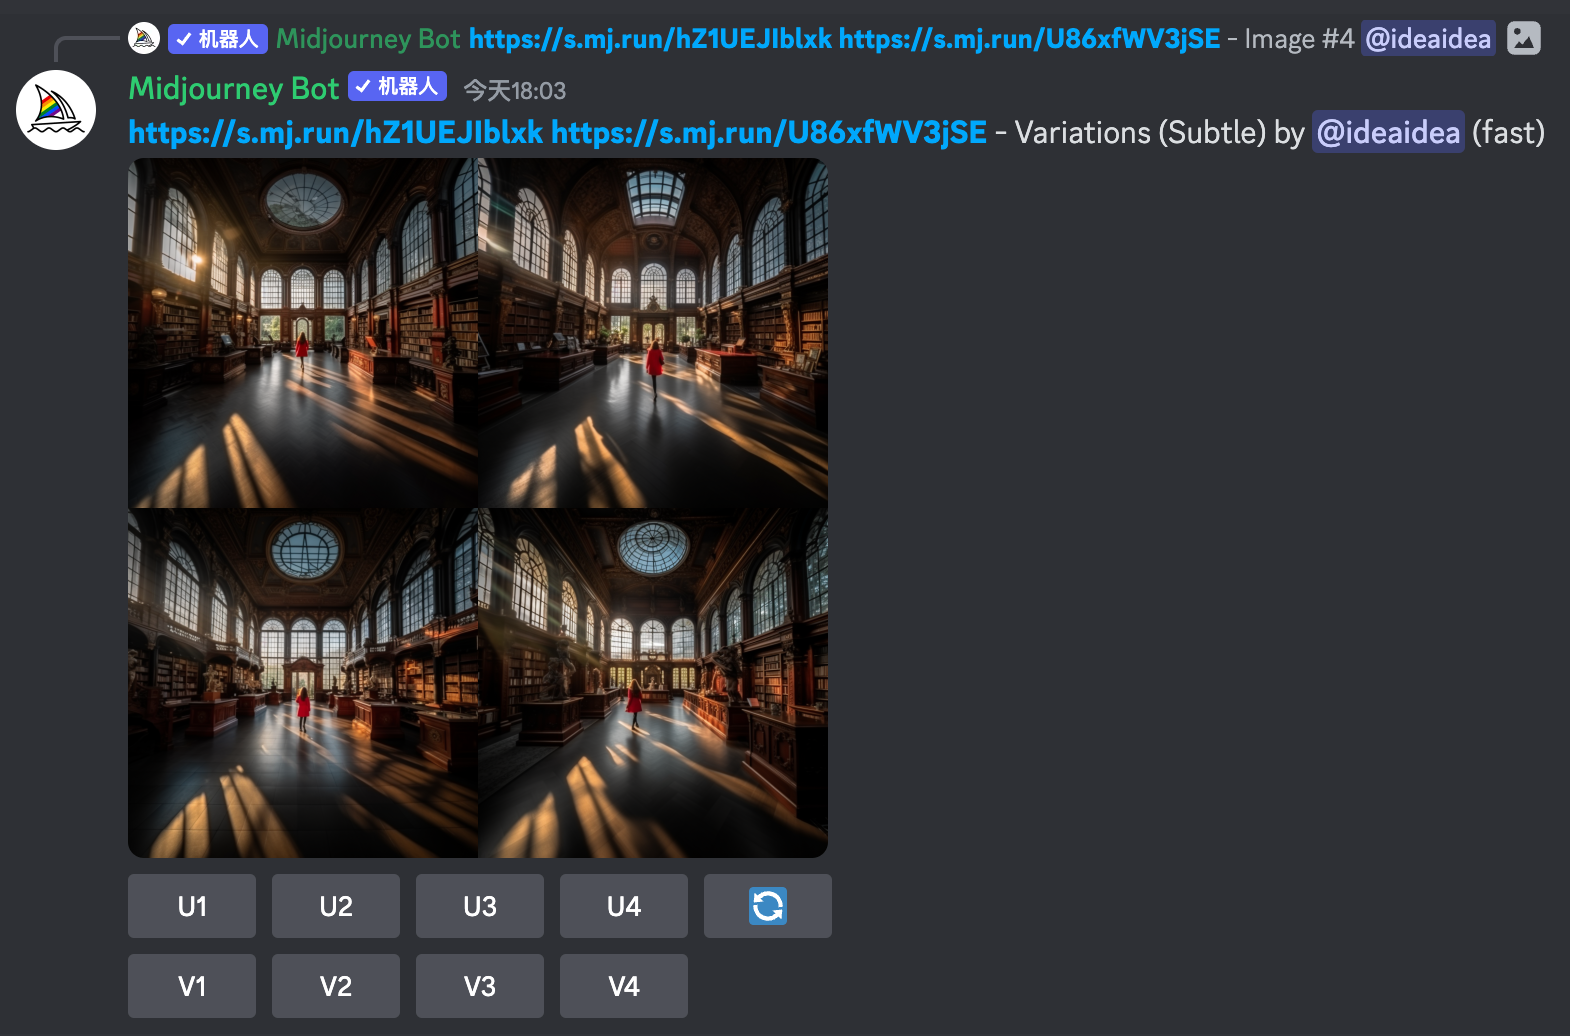 ✓ 机器人 Midjourney Bot https://s.mj.run/hZ1UEJIblxk https://s.mj.run/U86xfWV3jSE - Image #4 @ideaidea
Midjourney Bot ✓ 机器人 今天18:03
https://s.mj.run/hZ1UEJIblxk https://s.mj.run/U86xfWV3jSE - Variations (Subtle) by @ideaidea (fast)
U1 U2 U3 U4
V1 V2 V3 V4